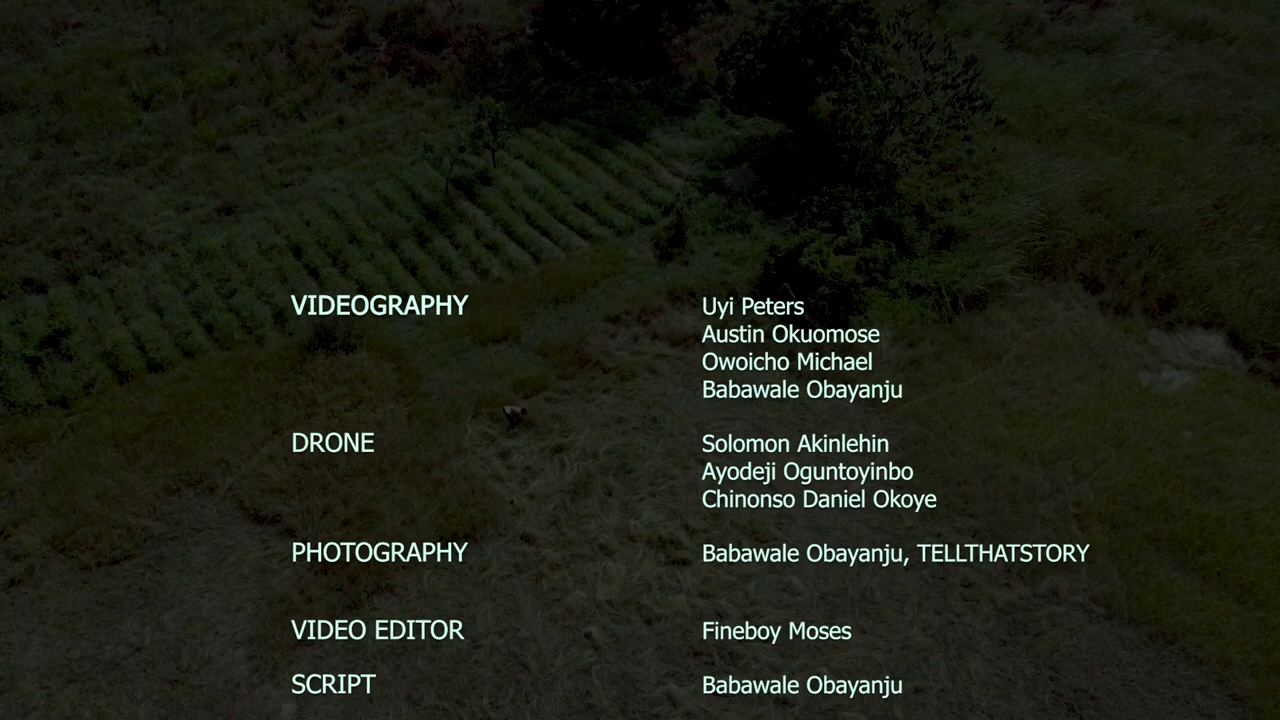 VIDEOGRAPHY Uyi Peters
Austin Okuomose
Owoicho Michael
Babawale Obayanju
DRONE Solomon Akinlehin
Ayodeji Oguntoyinbo
Chinonso Daniel Okoye
PHOTOGRAPHY Babawale Obayanju, TELLTHATSTORY
VIDEO EDITOR Fineboy Moses
SCRIPT Babawale Obayanju